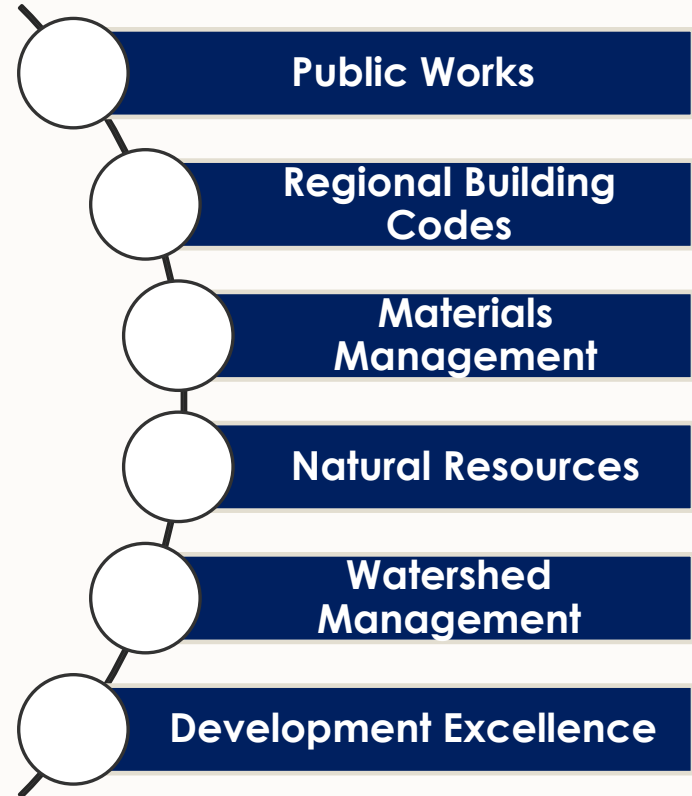 Public Works
Regional Building
Codes
Materials
Management
Natural Resources
Watershed
Management
Development Excellence